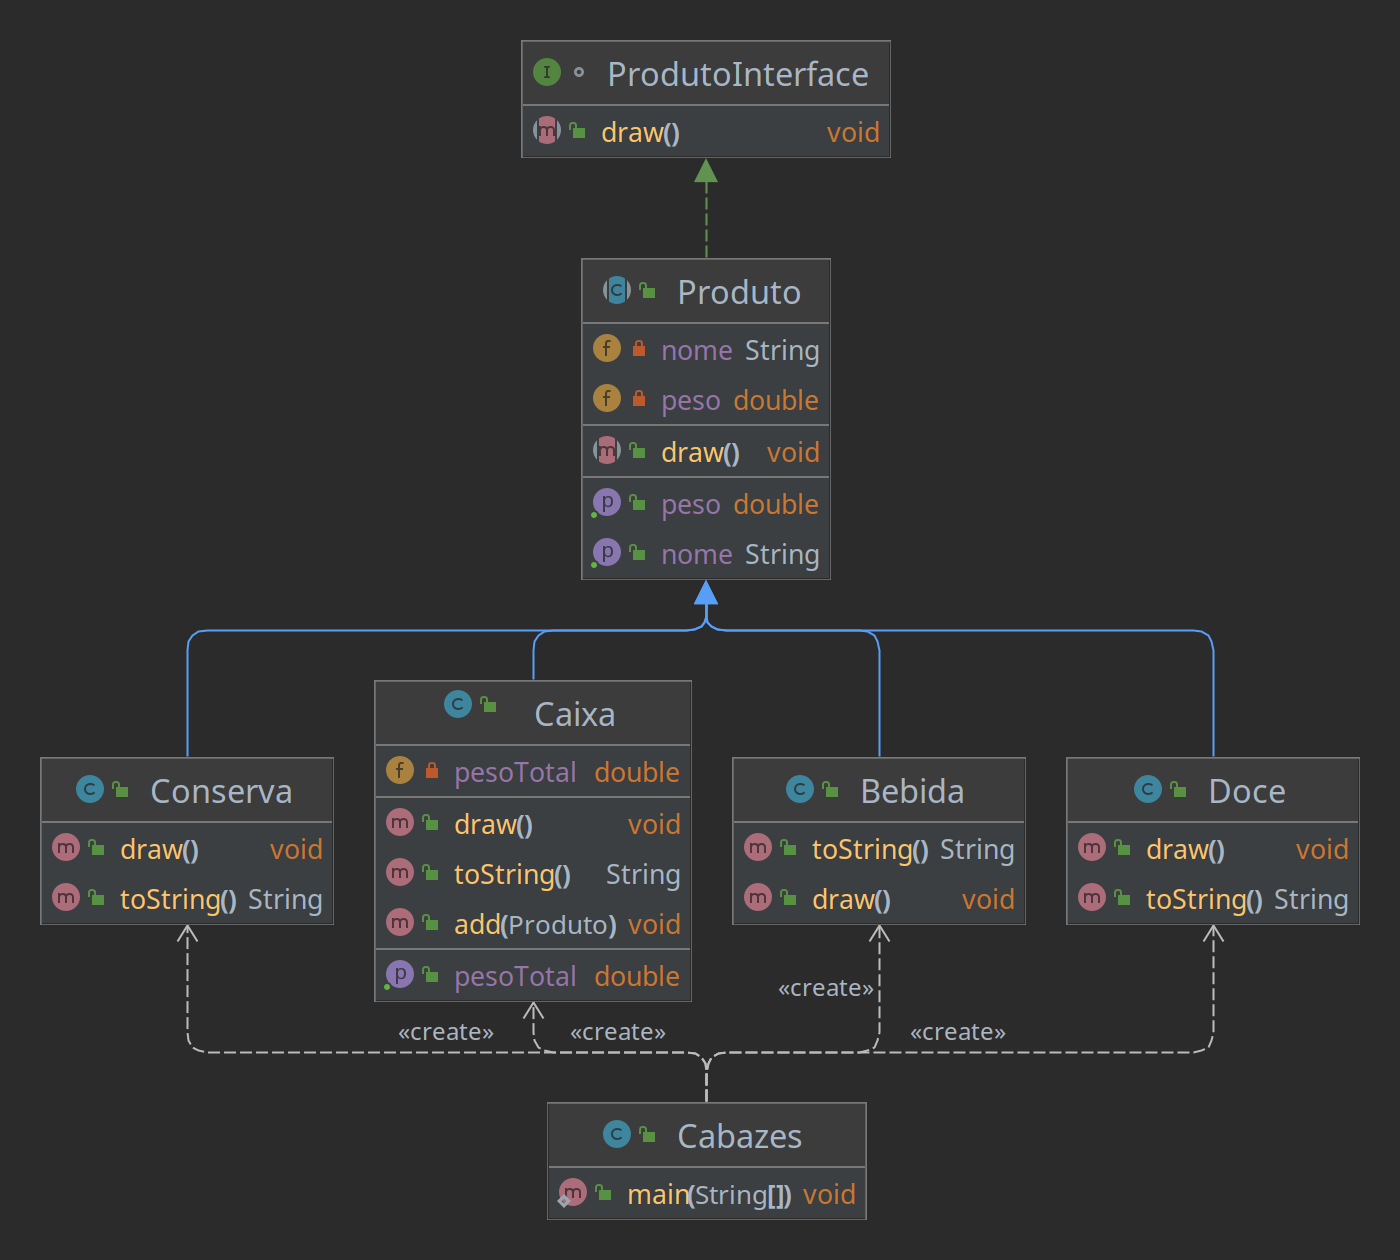 ProdutoInterface
draw() void
Produto
nome String
peso double
draw() void
peso double
nome String
Caixa
pesoTotal double
draw() void
toString() String
add(Produto) void
pesoTotal double
Conserva
draw() void
toString() String
Bebida
toString() String
draw() void
Doce
draw() void
toString() String
«create»
«create» «create» «create»
Cabazes
main(String[]) void